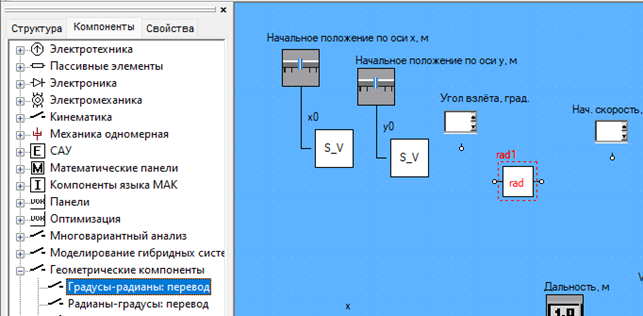 Структура Компоненты Свойства
Электротехника
Пассивные элементы
Электроника
Электромеханика
Кинематика
Механика одномерная
САУ
Математические панели
Компоненты языка МАК
Панели
Оптимизация
Многовариантный анализ
Моделирование гибридных систе
Геометрические компоненты
Градусы-радианы: перевод
Радианы-градусы: перевод
Начальное положение по оси x, м
Начальное положение по оси y, м
Угол взлёта, град.
Нач. скорость,
x0
y0
S_V
S_V
rad1
rad
Дальность, м
x